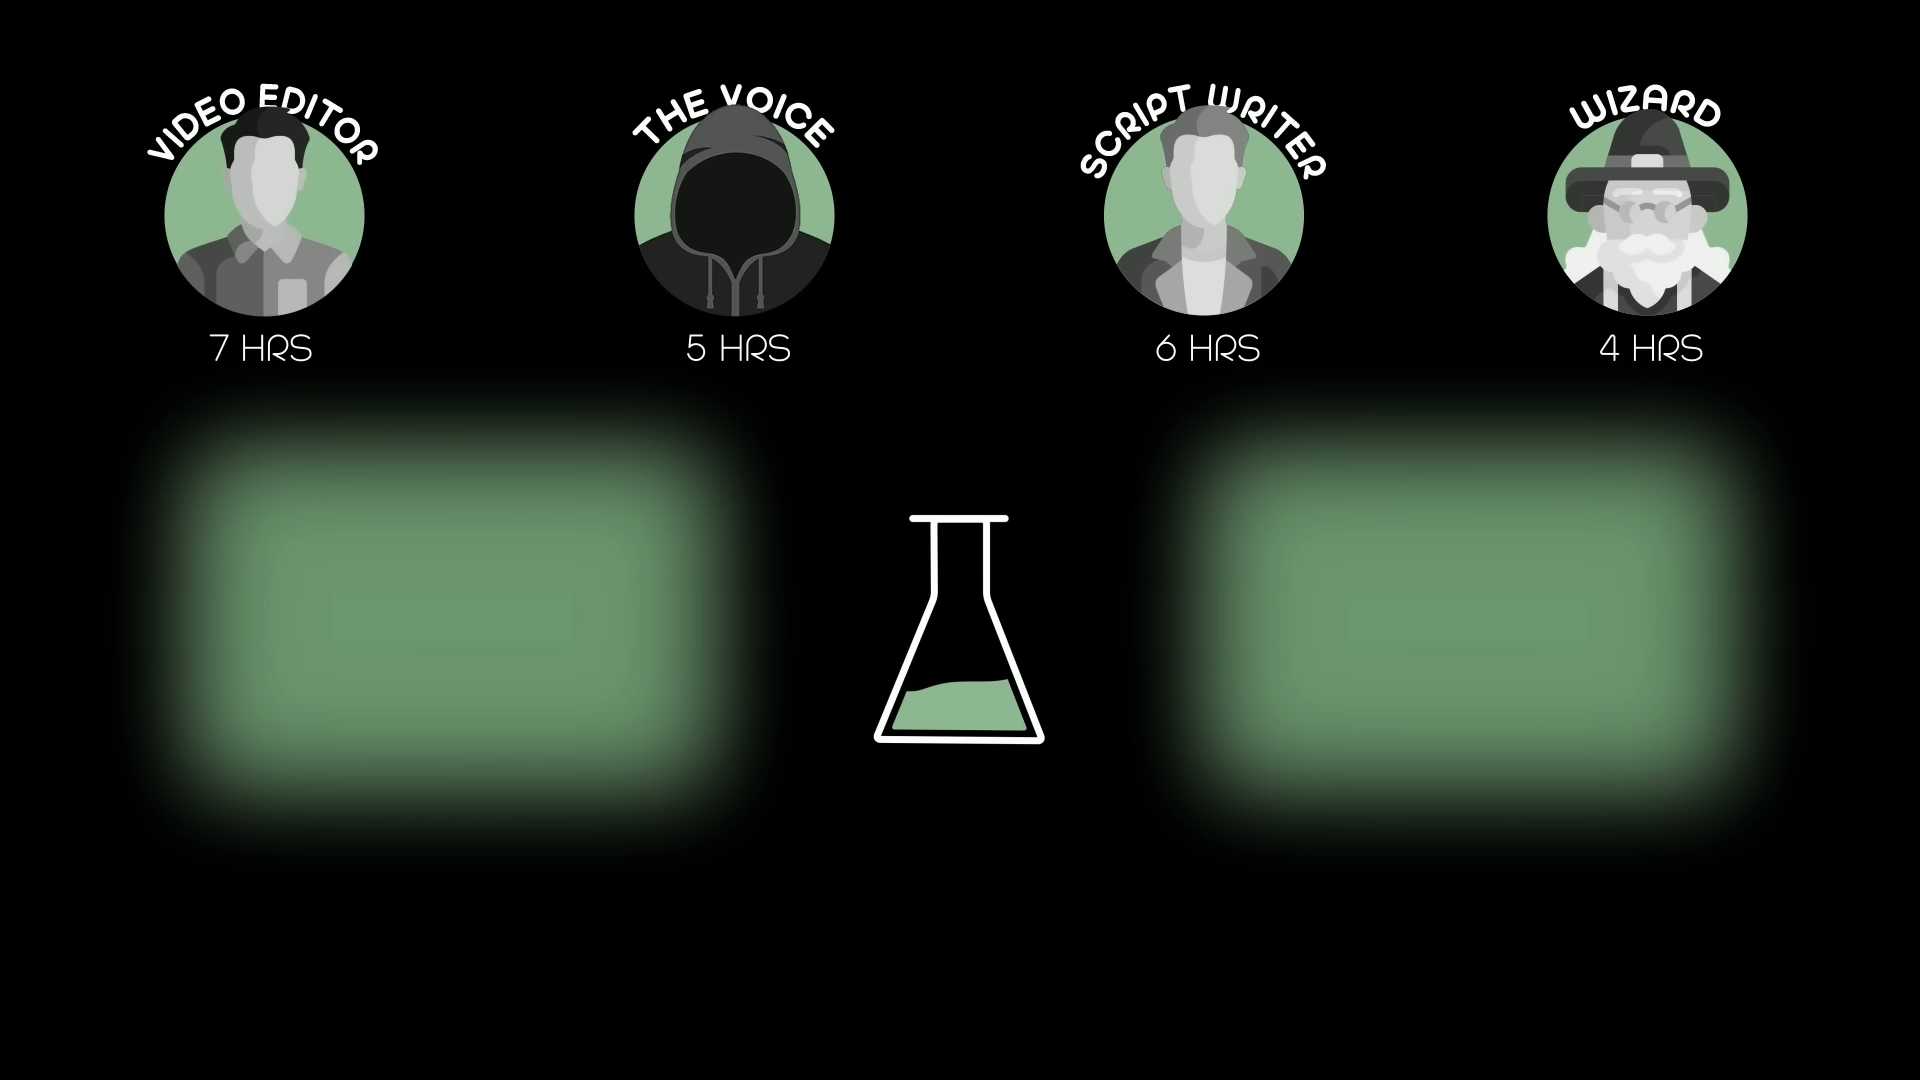 VIDEO EDITOR
THE VOICE
SCRIPT WRITER
WIZARD
7 HRS
5 HRS
6 HRS
4 HRS